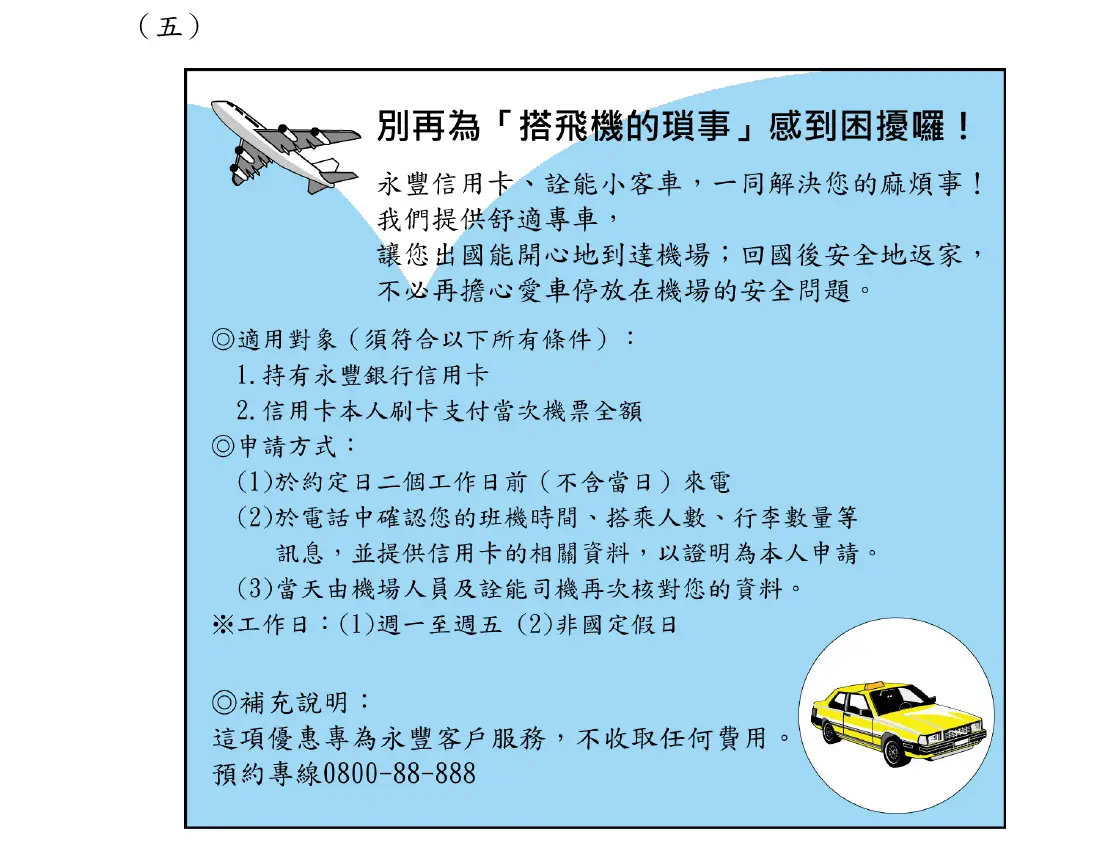 （五）
別再為「搭飛機的瑣事」感到困擾囉！
永豐信用卡、詮能小客車，一同解決您的麻煩事！
我們提供舒適專車，
讓您出國能開心地到達機場；回國後安全地返家，
不必再擔心愛車停放在機場的安全問題。
◎適用對象（須符合以下所有條件）：
1.持有永豐銀行信用卡
2.信用卡本人刷卡支付當次機票全額
◎申請方式：
(1)於約定日二個工作日前（不含當日）來電
(2)於電話中確認您的班機時間、搭乘人數、行李數量等
訊息，並提供信用卡的相關資料，以證明為本人申請。
(3)當天由機場人員及詮能司機再次核對您的資料。
※工作日：(1)週一至週五 (2)非國定假日
◎補充說明：
這項優惠專為永豐客戶服務，不收取任何費用。
預約專線0800-88-888